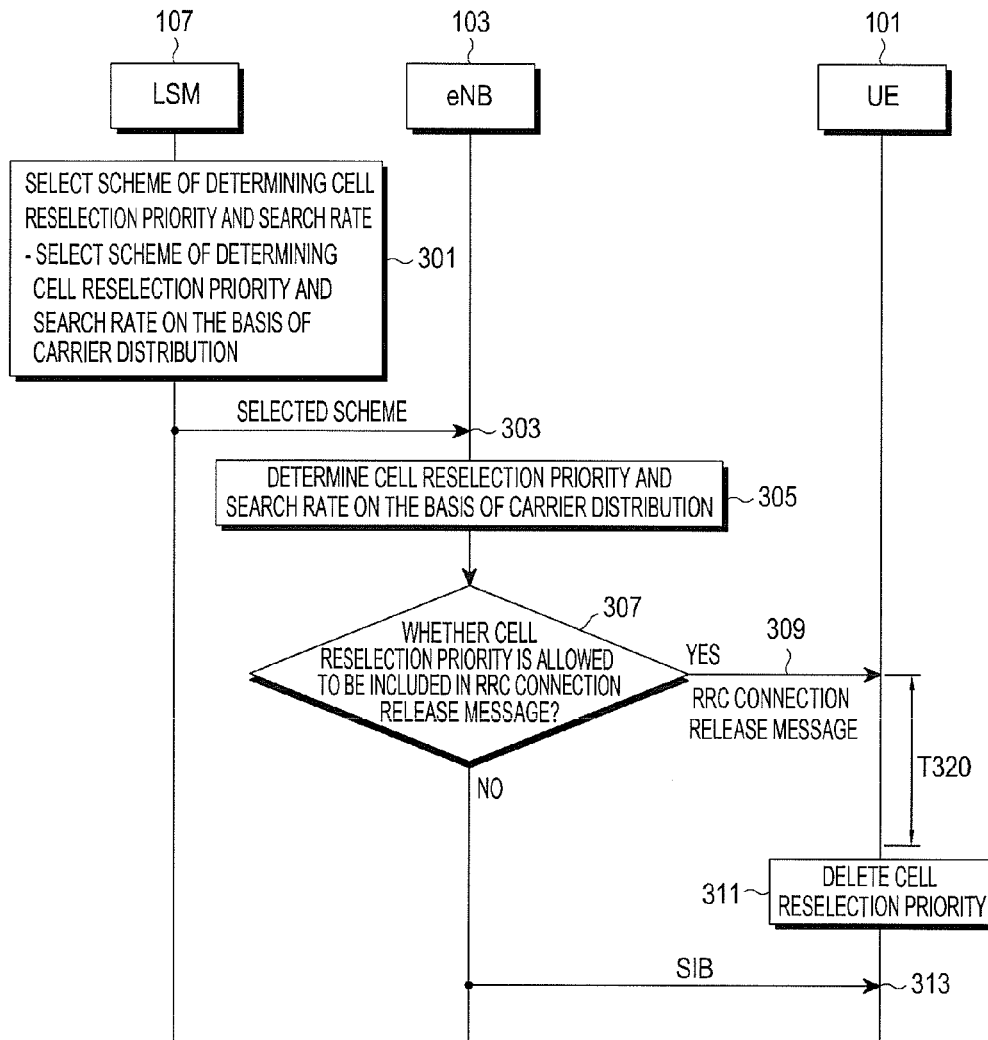 107
103
101
LSM
eNB
UE
SELECT SCHEME OF DETERMINING CELL
RESELECTION PRIORITY AND SEARCH RATE
- SELECT SCHEME OF DETERMINING
CELL RESELECTION PRIORITY AND
SEARCH RATE ON THE BASIS OF
CARRIER DISTRIBUTION
301
SELECTED SCHEME
303
DETERMINE CELL RESELECTION PRIORITY AND
SEARCH RATE ON THE BASIS OF CARRIER DISTRIBUTION
305
307
WHETHER CELL
RESELECTION PRIORITY IS ALLOWED
TO BE INCLUDED IN RRC CONNECTION
RELEASE MESSAGE?
YES
309
RRC CONNECTION
RELEASE MESSAGE
T320
NO
311
DELETE CELL
RESELECTION PRIORITY
SIB
313